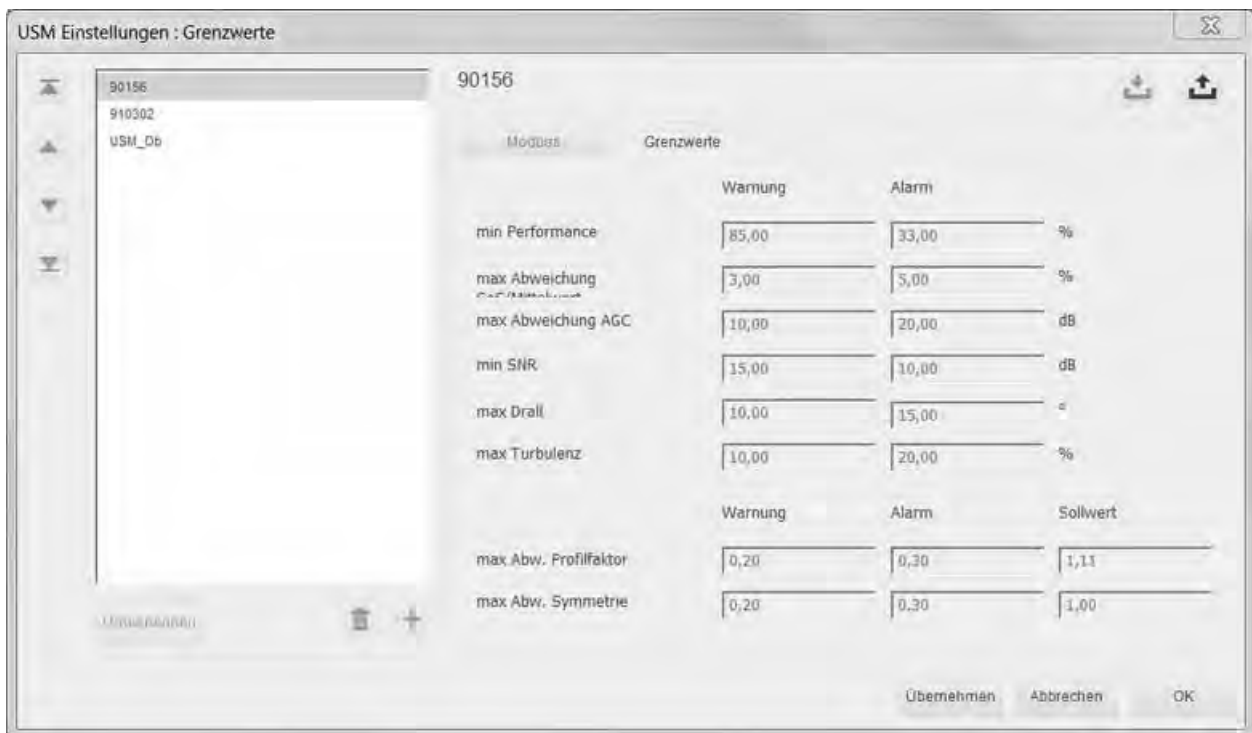 USM Einstellungen : Grenzwerte
90156
910302
USM_Db
90156
Modbus
Grenzwerte
Warnung Alarm
min Performance 85,00 33,00 %
max Abweichung SoS/Mittelwert 3,00 5,00 %
max Abweichung AGC 10,00 20,00 dB
min SNR 15,00 10,00 dB
max Drall 10,00 15,00 °
max Turbulenz 10,00 20,00 %
Warnung Alarm Sollwert
max Abw. Profilfaktor 0,20 0,30 1,11
max Abw. Symmetrie 0,20 0,30 1,00
Umbenennen
Übernehmen Abbrechen OK